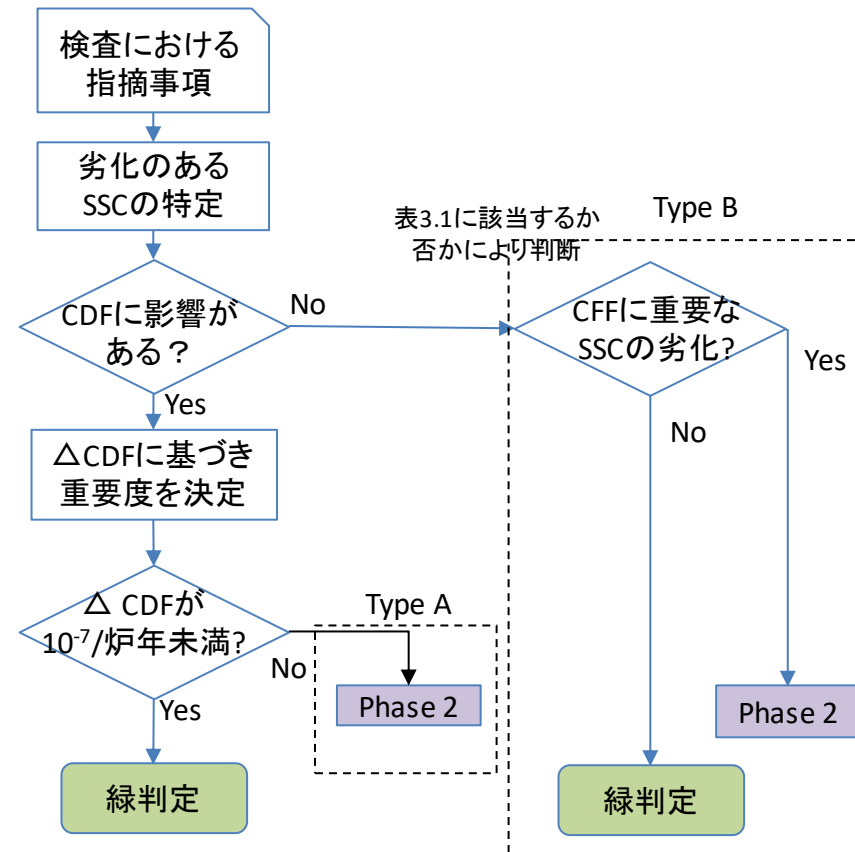 検査における
指摘事項
劣化のある
SSCの特定
表3.1に該当するか
否かにより判断
Type B
CDFに影響が
ある？
No
CFFに重要な
SSCの劣化?
Yes
Yes
No
△CDFに基づき
重要度を決定
△ CDFが
10⁻⁷/炉年未満?
Type A
No
Phase 2
Yes
Phase 2
緑判定
緑判定